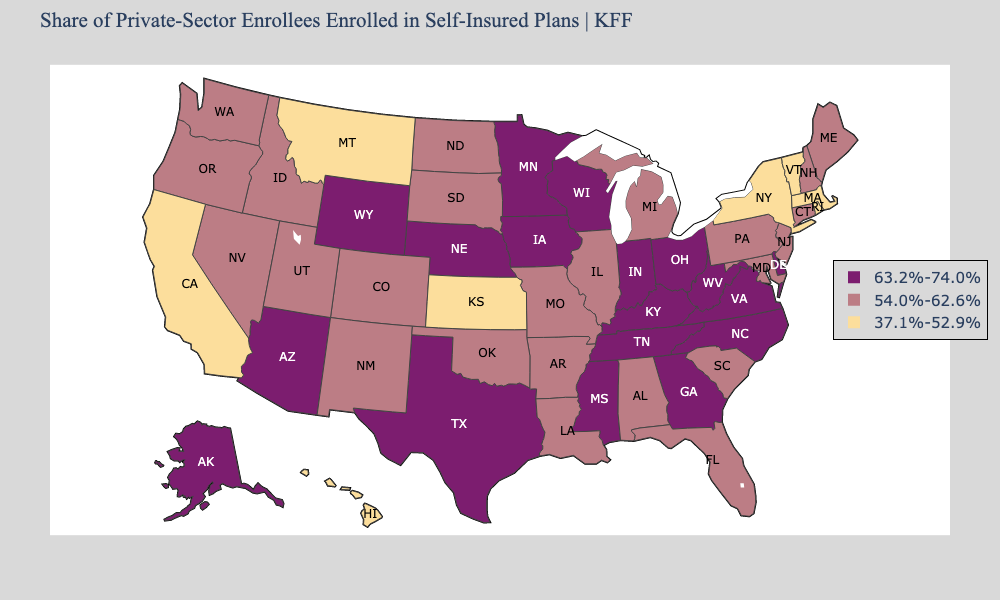 Share of Private-Sector Enrollees Enrolled in Self-Insured Plans | KFF
WA
MT
ND
MN
ME
OR
ID
SD
WI
VT
NH
WY
MI
NY
MA
RI
CT
NE
IA
PA
NJ
NV
UT
CO
IL
IN
OH
MD
DE
CA
KS
MO
WV
VA
KY
AZ
NM
OK
AR
TN
NC
SC
MS
AL
GA
TX
LA
FL
AK
HI
63.2%-74.0%
54.0%-62.6%
37.1%-52.9%